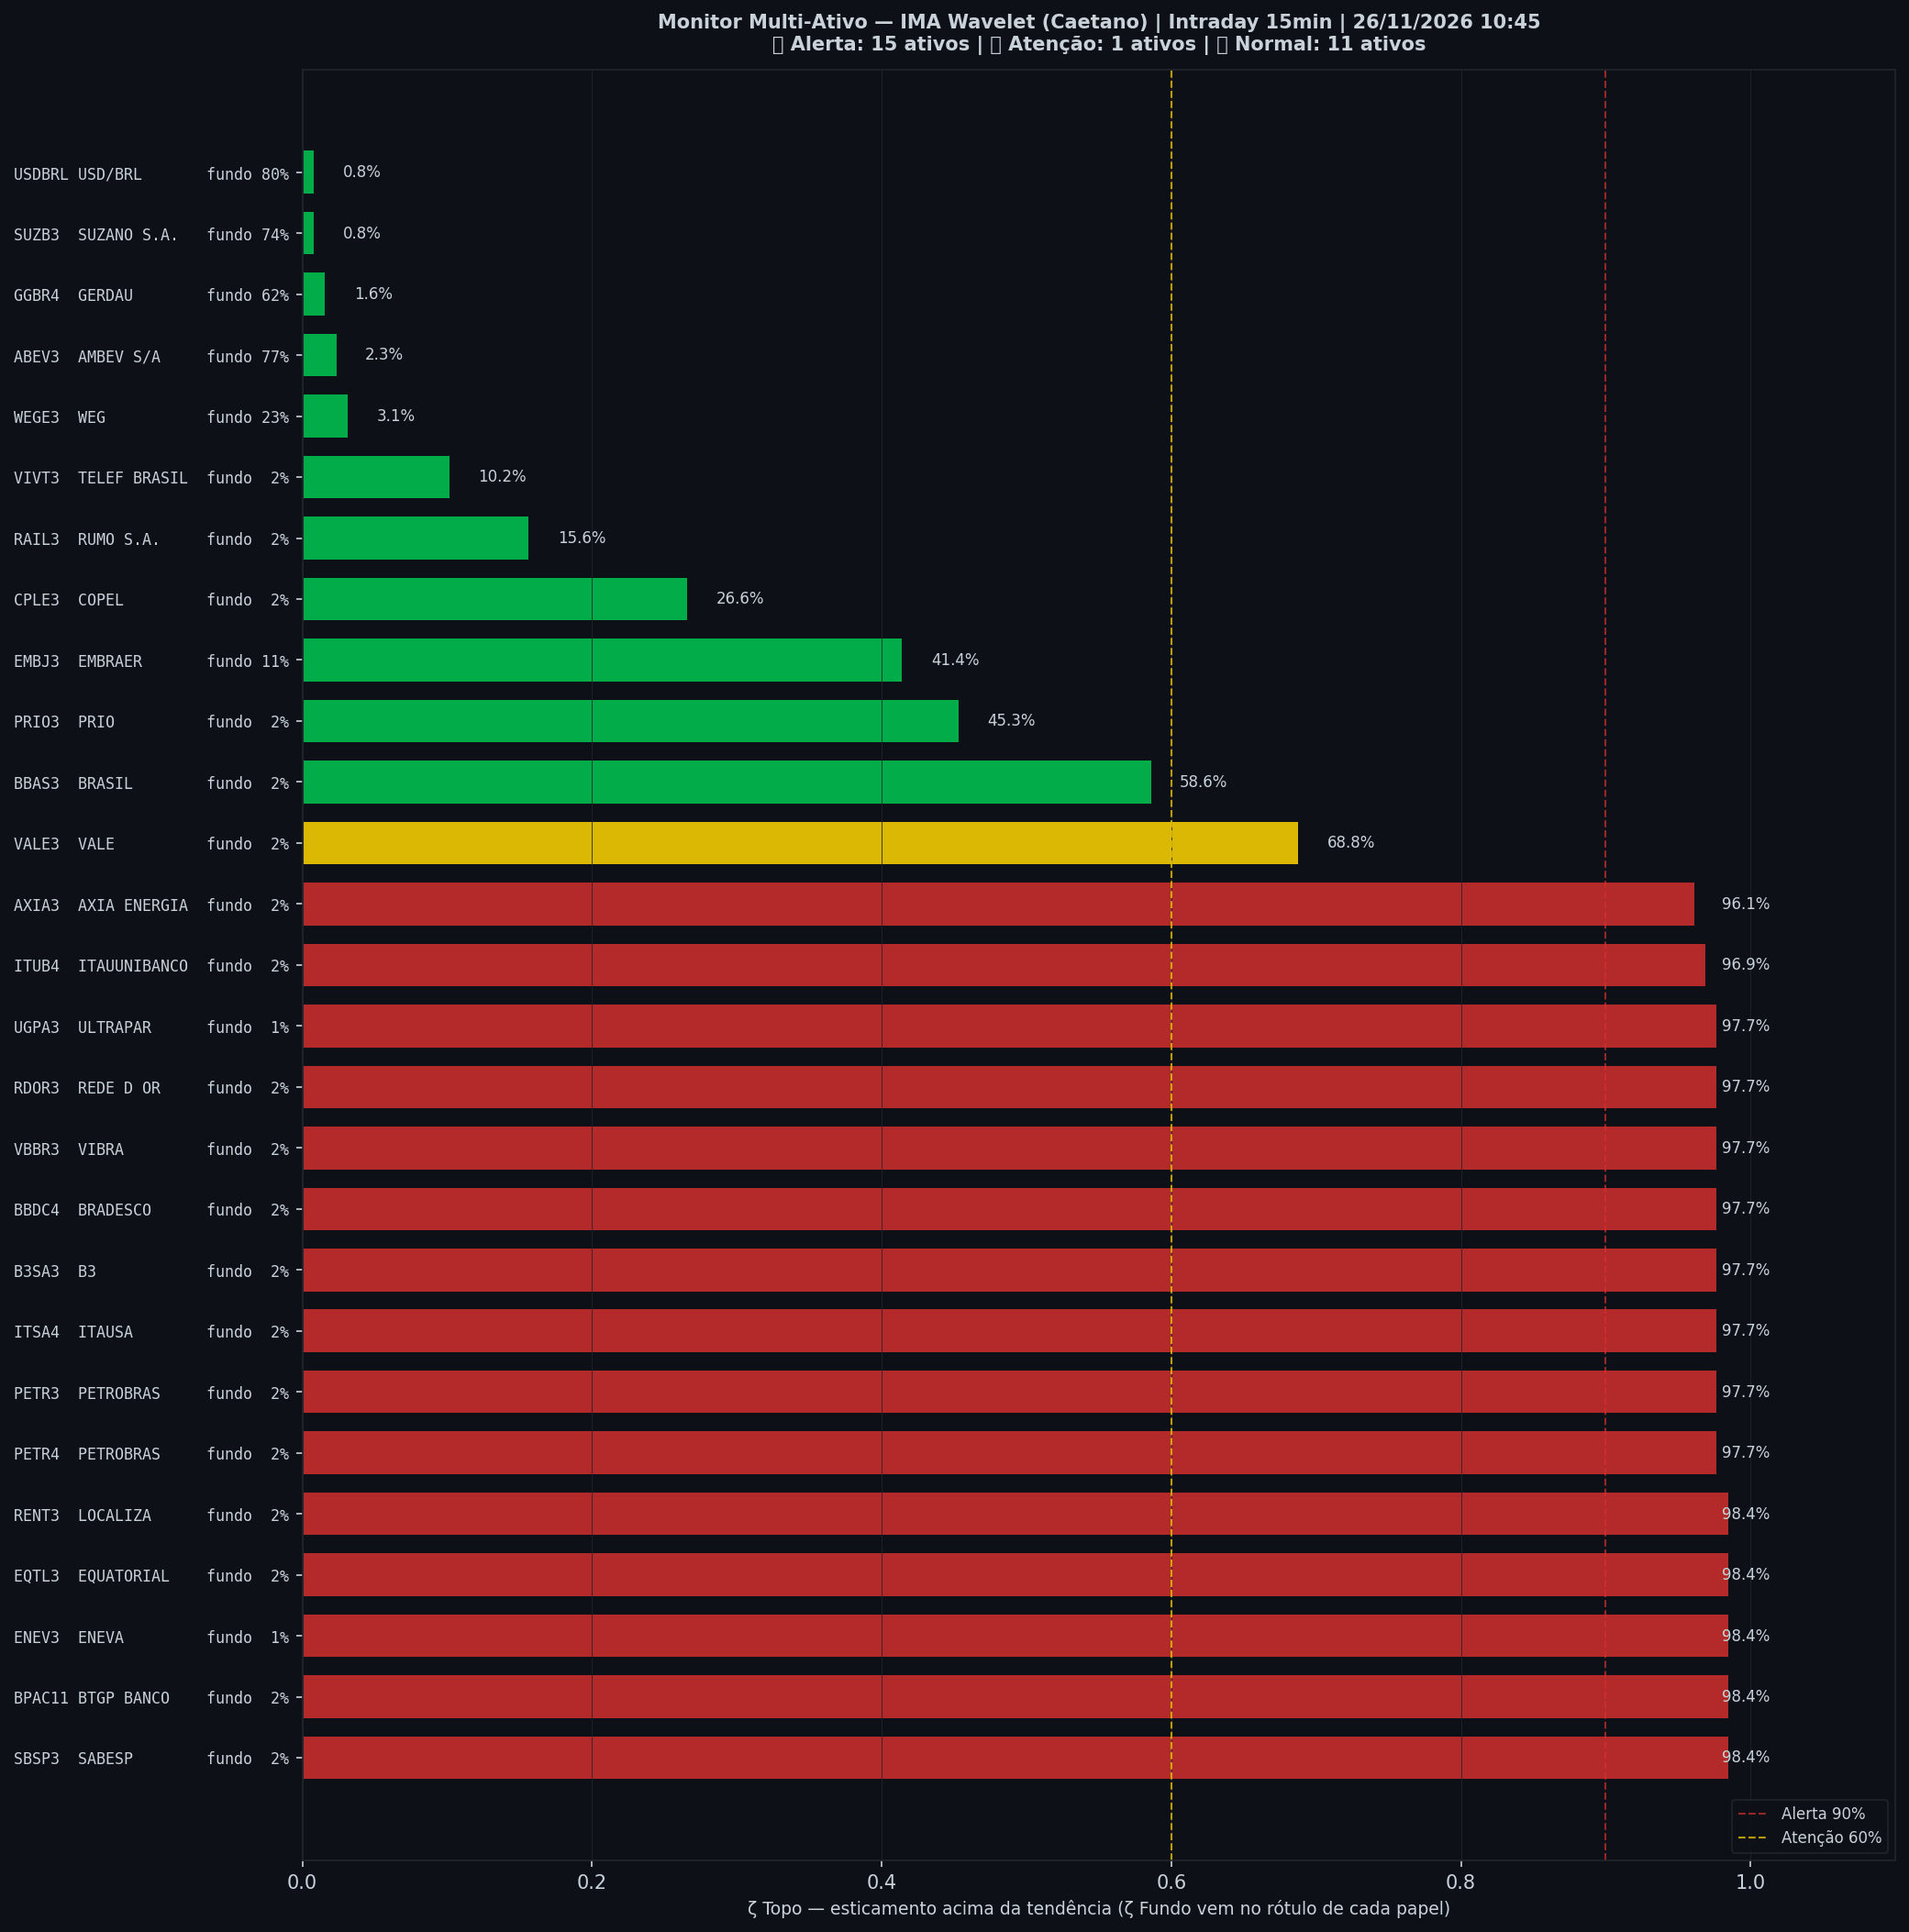 Monitor Multi-Ativo — IMA Wavelet (Caetano) | Intraday 15min | 26/11/2026 10:45
Alerta: 15 ativos | Atenção: 1 ativos | Normal: 11 ativos
USDBRL USD/BRL fundo 80% 0.8%
SUZB3 SUZANO S.A. fundo 74% 0.8%
GGBR4 GERDAU fundo 62% 1.6%
ABEV3 AMBEV S/A fundo 77% 2.3%
WEGE3 WEG fundo 23% 3.1%
VIVT3 TELEF BRASIL fundo 2% 10.2%
RAIL3 RUMO S.A. fundo 2% 15.6%
CPLE3 COPEL fundo 2% 26.6%
EMBJ3 EMBRAER fundo 11% 41.4%
PRIO3 PRIO fundo 2% 45.3%
BBAS3 BRASIL fundo 2% 58.6%
VALE3 VALE fundo 2% 68.8%
AXIA3 AXIA ENERGIA fundo 2% 96.1%
ITUB4 ITAUUNIBANCO fundo 2% 96.9%
UGPA3 ULTRAPAR fundo 1% 97.7%
RDOR3 REDE D OR fundo 2% 97.7%
VBBR3 VIBRA fundo 2% 97.7%
BBDC4 BRADESCO fundo 2% 97.7%
B3SA3 B3 fundo 2% 97.7%
ITSA4 ITAUSA fundo 2% 97.7%
PETR3 PETROBRAS fundo 2% 97.7%
PETR4 PETROBRAS fundo 2% 97.7%
RENT3 LOCALIZA fundo 2% 98.4%
EQTL3 EQUATORIAL fundo 2% 98.4%
ENEV3 ENEVA fundo 1% 98.4%
BPAC11 BTGP BANCO fundo 2% 98.4%
SBSP3 SABESP fundo 2% 98.4%
Alerta 90%
Atenção 60%
0.0 0.2 0.4 0.6 0.8 1.0
ζ Topo — esticamento acima da tendência (ζ Fundo vem no rótulo de cada papel)